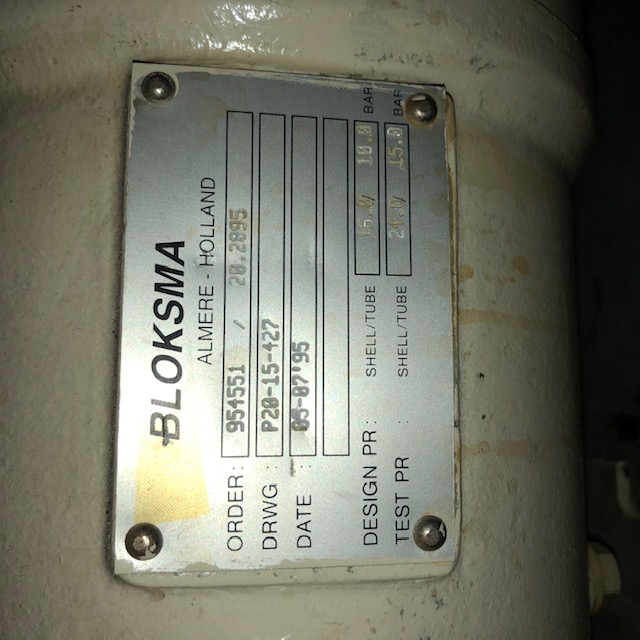 BLOKSMA
ALMERE - HOLLAND
ORDER: 954551 / 20.2895
DRWG : P20-15-427
DATE : 05-07'95
DESIGN PR: SHELL/TUBE 16.0/ 10.0 BAR
TEST PR : SHELL/TUBE 24.0/ 15.0 BAR